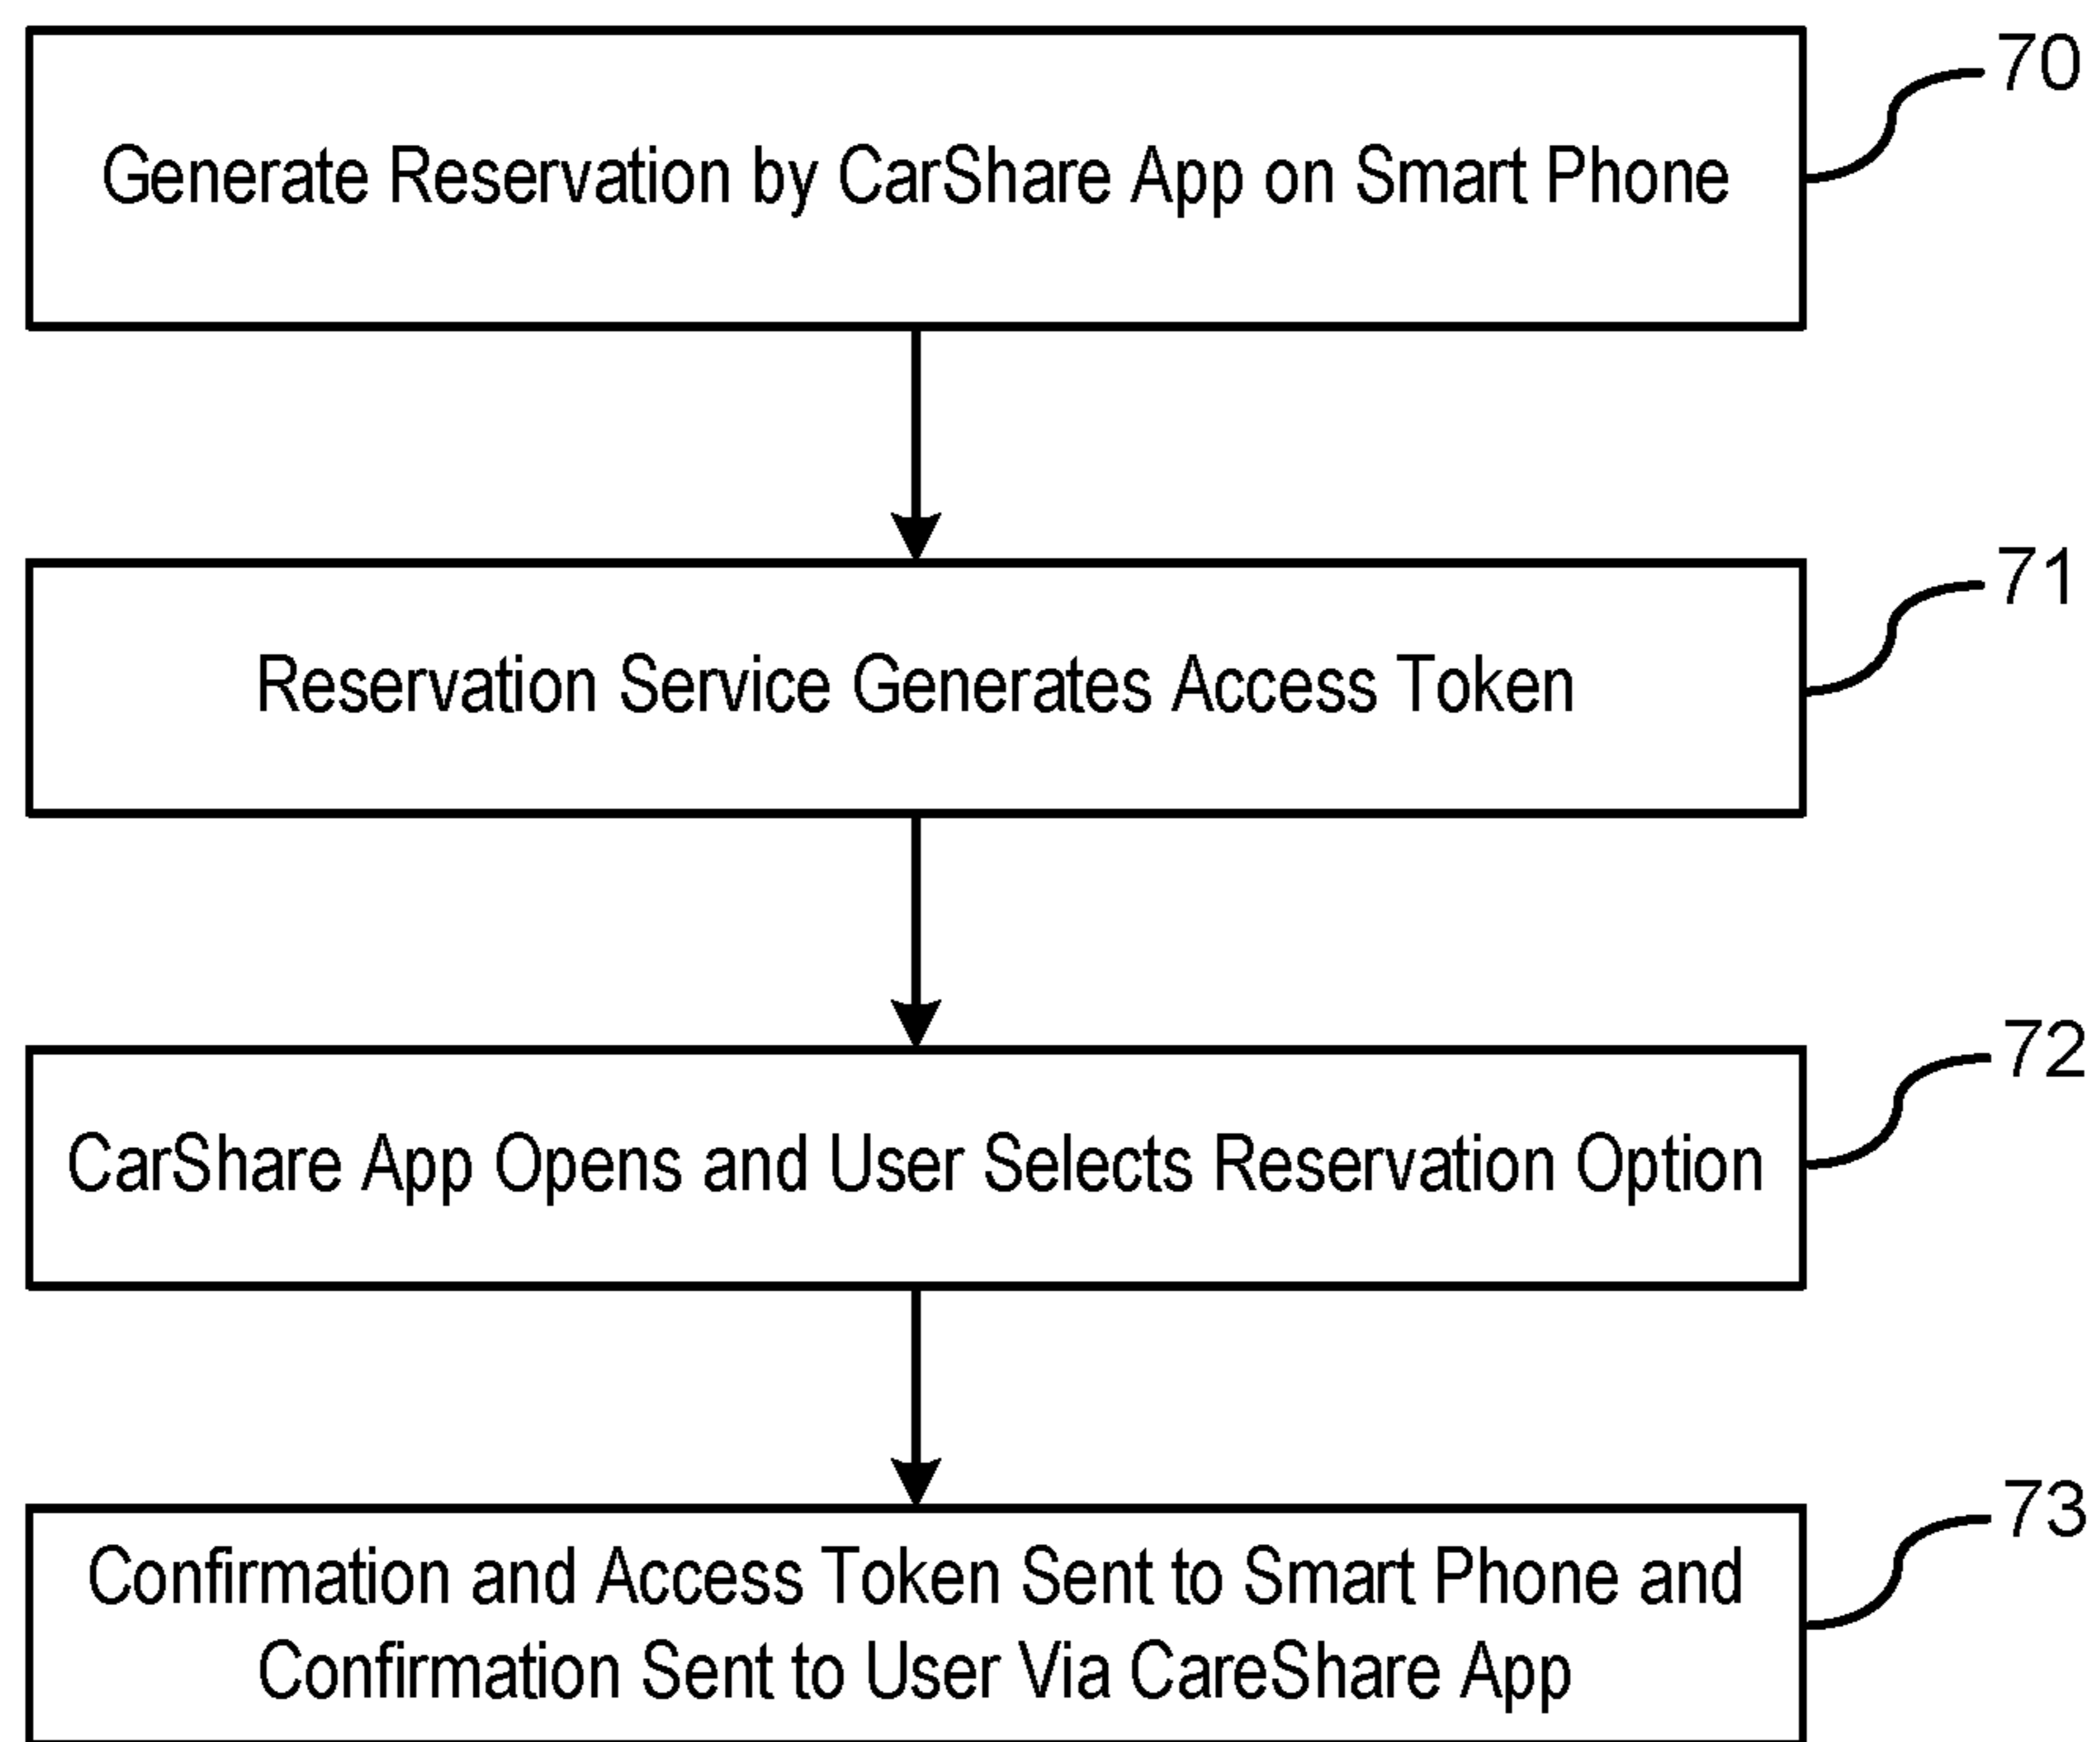 Generate Reservation by CarShare App on Smart Phone
70
Reservation Service Generates Access Token
71
CarShare App Opens and User Selects Reservation Option
72
Confirmation and Access Token Sent to Smart Phone and
Confirmation Sent to User Via CareShare App
73